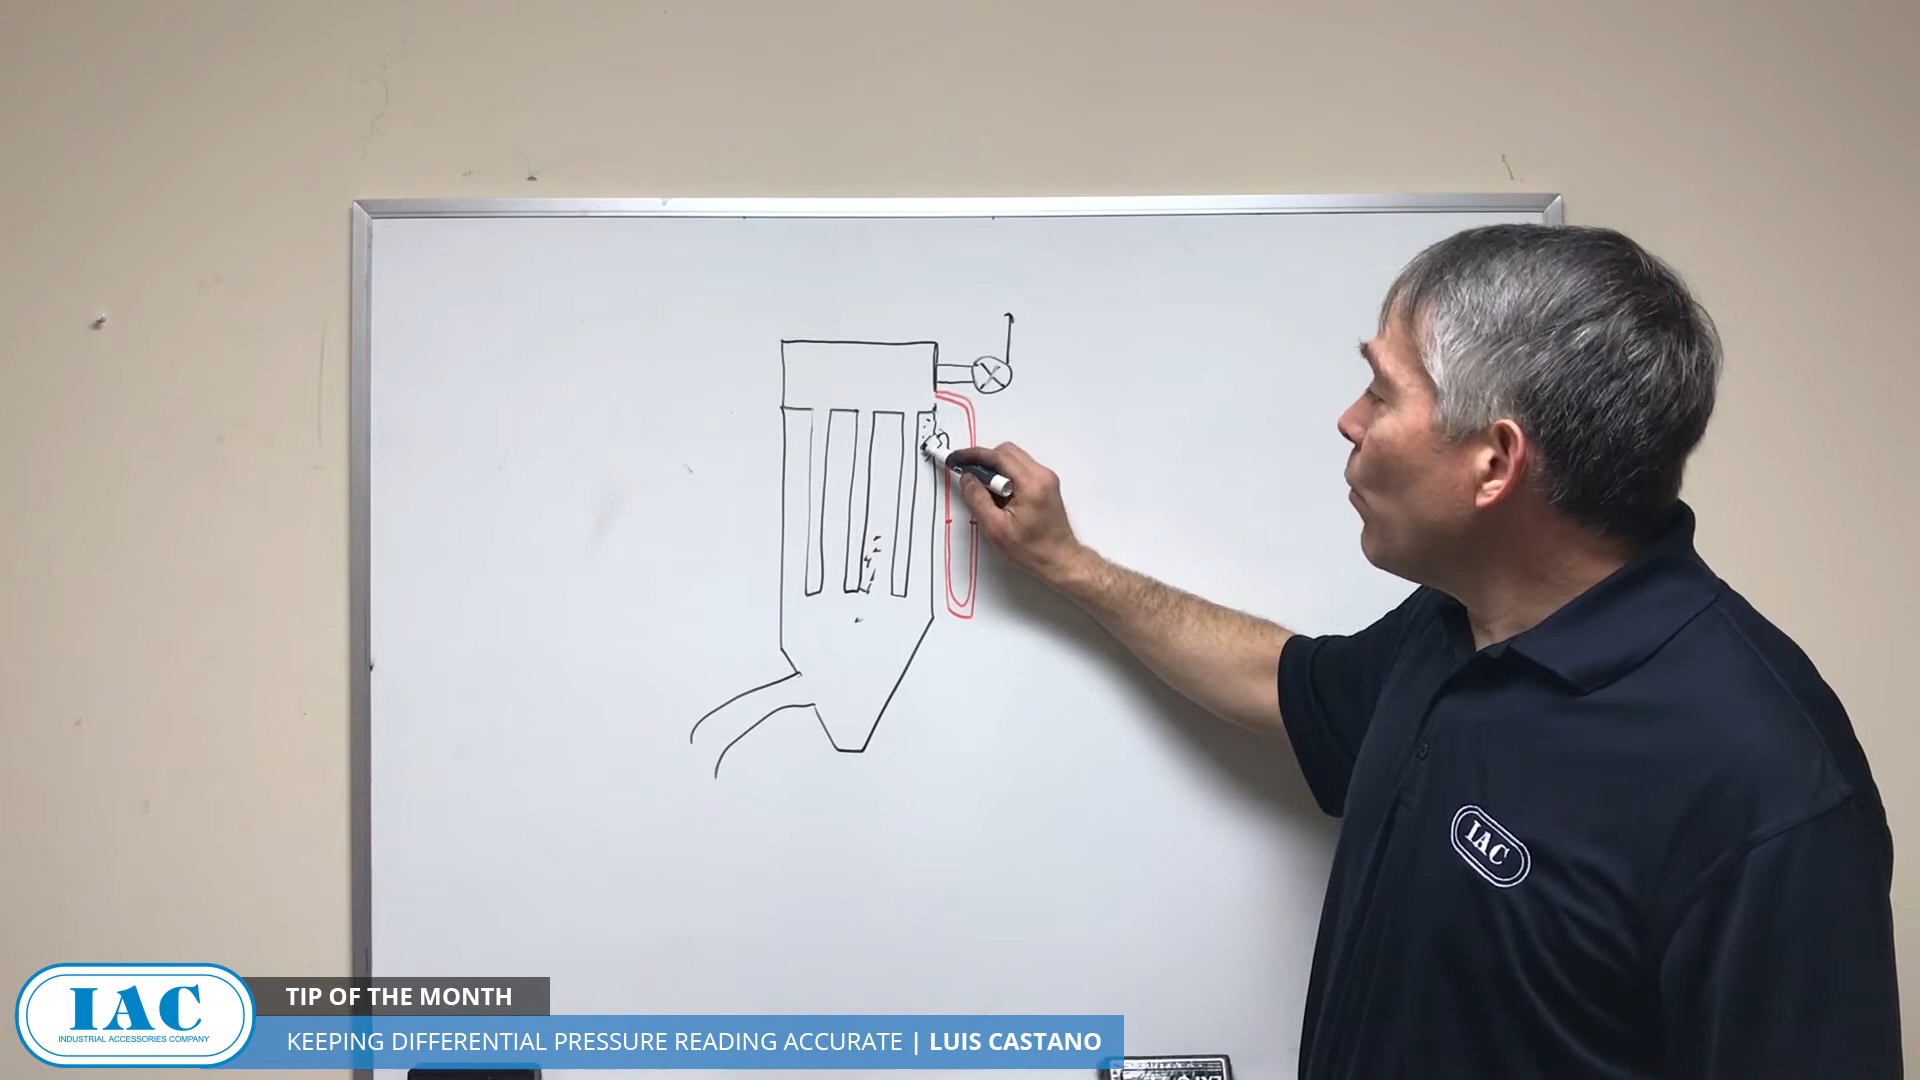 IAC
IAC
INDUSTRIAL ACCESSORIES COMPANY
TIP OF THE MONTH
KEEPING DIFFERENTIAL PRESSURE READING ACCURATE | LUIS CASTANO